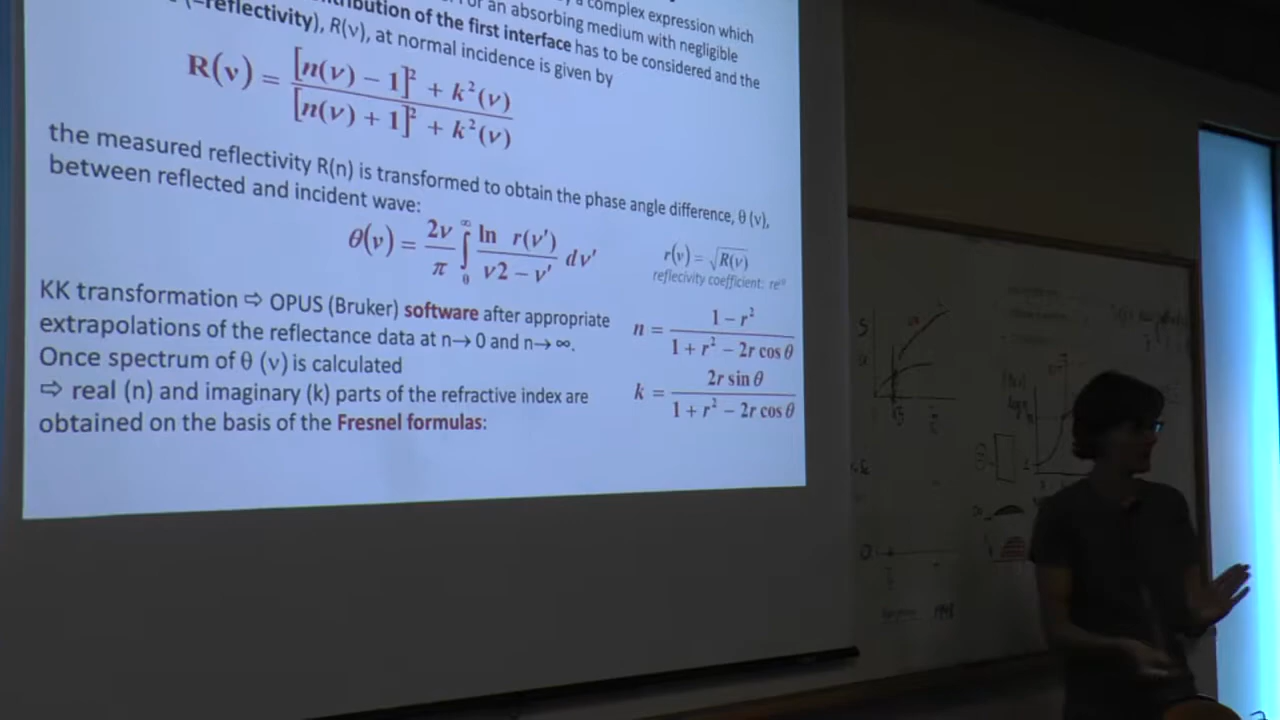 a complex expression which
or an absorbing medium with negligible
reflectivity), R(ν), at normal incidence is given by
ribution of the first interface has to be considered and the
R(ν) = [n(ν) − 1]² + k²(ν) / [n(ν) + 1]² + k²(ν)
the measured reflectivity R(n) is transformed to obtain the phase angle difference, θ (ν),
between reflected and incident wave:
θ(ν) = 2ν/π ∫₀^∞ ln r(ν')/ν2 − ν' dν'
r(ν) = √R(ν)
reflecivity coefficient: re^iθ
KK transformation ⇨ OPUS (Bruker) software after appropriate
extrapolations of the reflectance data at n→ 0 and n→ ∞.
Once spectrum of θ (ν) is calculated
⇨ real (n) and imaginary (k) parts of the refractive index are
obtained on the basis of the Fresnel formulas:
n = 1 − r² / 1 + r² − 2r cos θ
k = 2r sin θ / 1 + r² − 2r cos θ